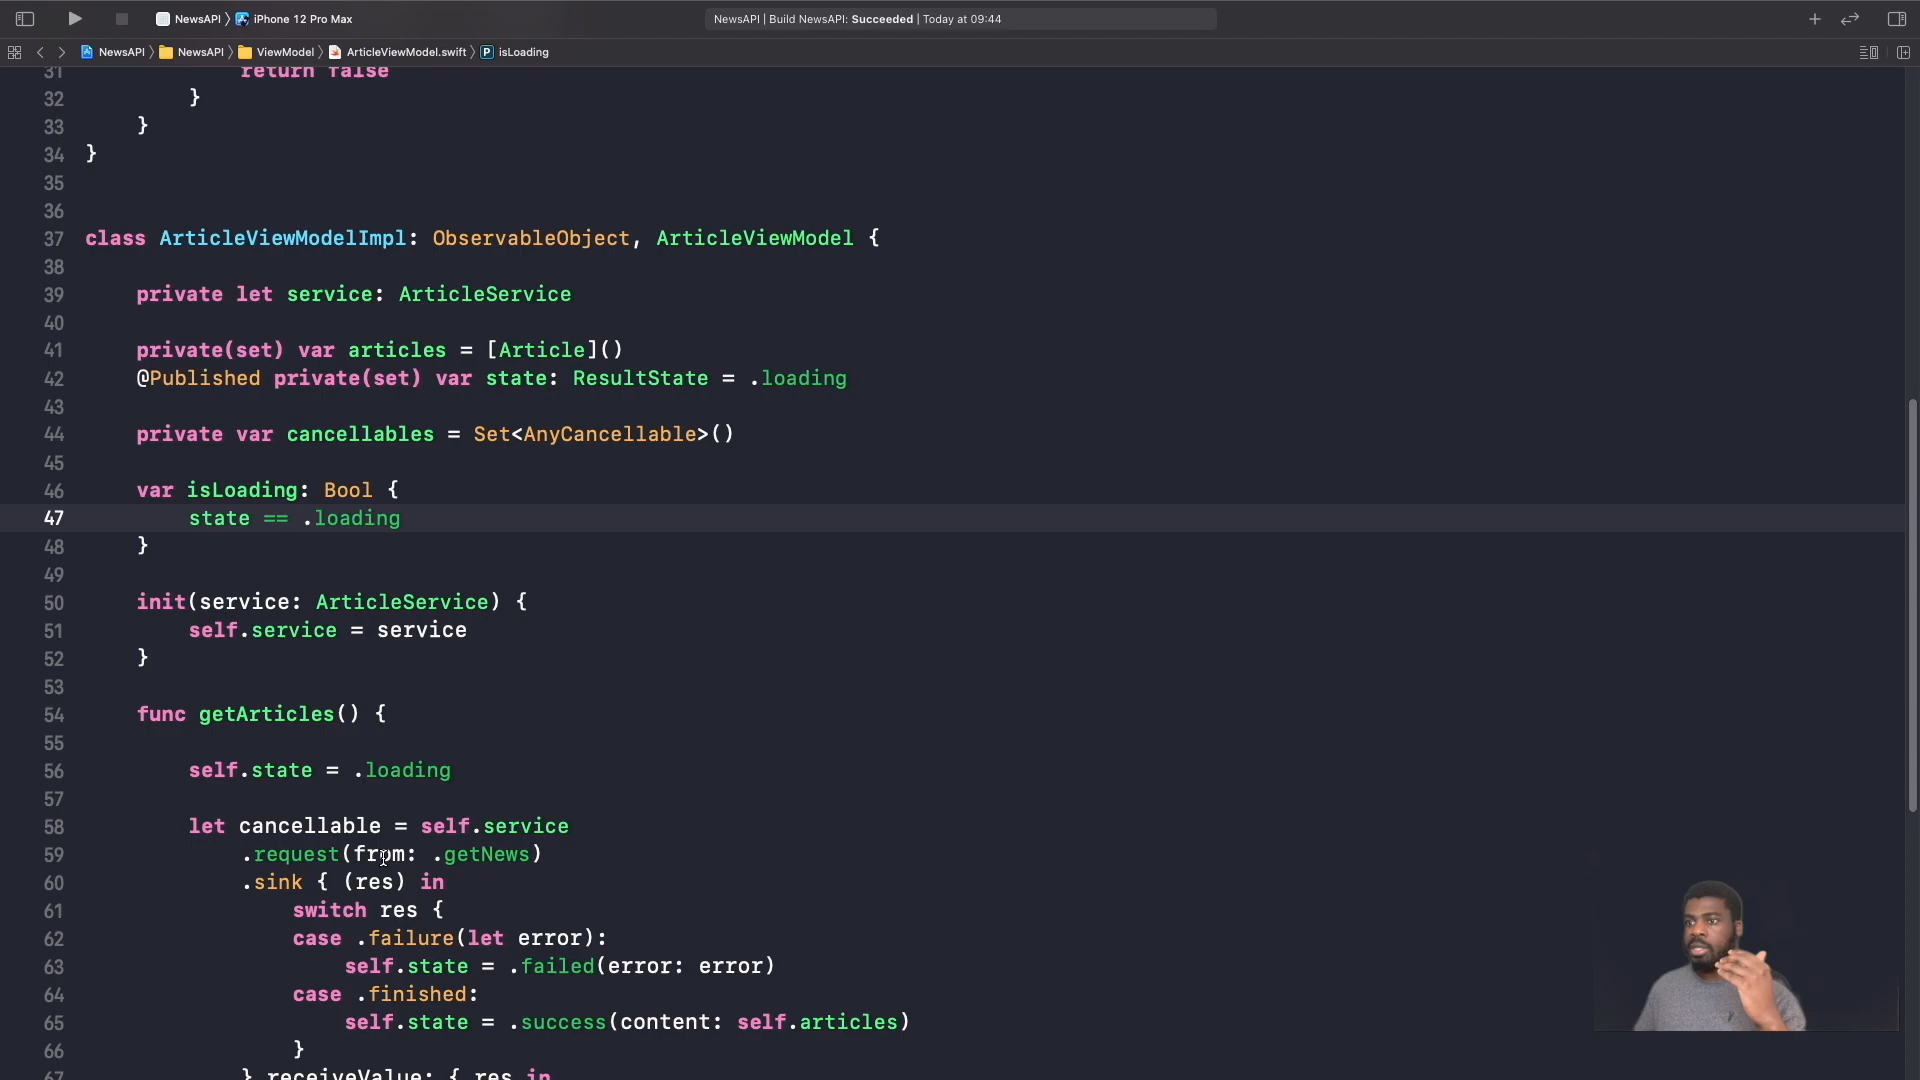 NewsAPI 〉 iPhone 12 Pro Max
NewsAPI | Build NewsAPI: Succeeded | Today at 09:44
NewsAPI 〉 NewsAPI 〉 ViewModel 〉 ArticleViewModel.swift 〉 P isLoading
31 return false
32 }
33 }
34 }
35
36
37 class ArticleViewModelImpl: ObservableObject, ArticleViewModel {
38
39 private let service: ArticleService
40
41 private(set) var articles = [Article]()
42 @Published private(set) var state: ResultState = .loading
43
44 private var cancellables = Set<AnyCancellable>()
45
46 var isLoading: Bool {
47 state == .loading
48 }
49
50 init(service: ArticleService) {
51 self.service = service
52 }
53
54 func getArticles() {
55
56 self.state = .loading
57
58 let cancellable = self.service
59 .request(from: .getNews)
60 .sink { (res) in
61 switch res {
62 case .failure(let error):
63 self.state = .failed(error: error)
64 case .finished:
65 self.state = .success(content: self.articles)
66 }
67 } receiveValue: { res in